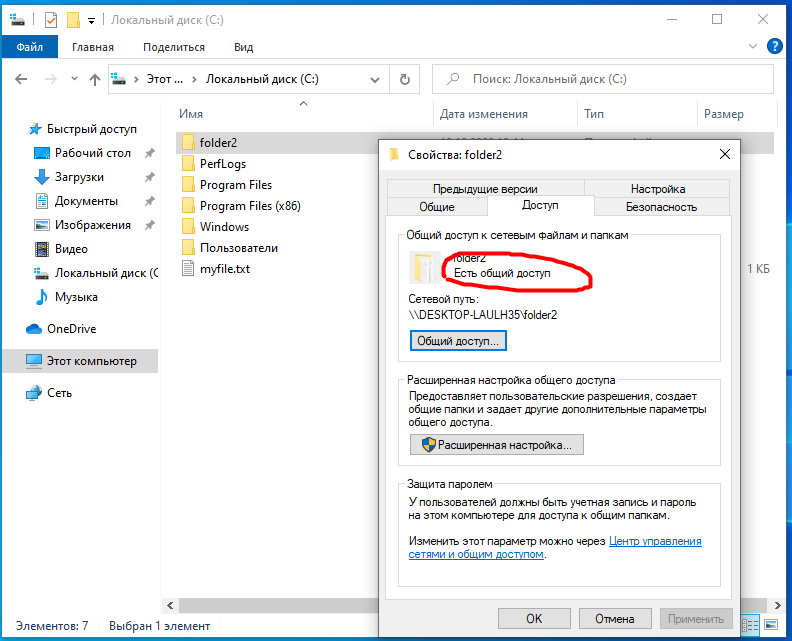 Локальный диск (C:)
Файл
Главная
Поделиться
Вид
Этот ...
Локальный диск (C:)
Поиск: Локальный диск (C:)
Имя
Дата изменения
Тип
Размер
Быстрый доступ
Рабочий стол
Загрузки
Документы
Изображения
Видео
Локальный диск (C
Музыка
OneDrive
Этот компьютер
Сеть
folder2
PerfLogs
Program Files
Program Files (x86)
Windows
Пользователи
myfile.txt
1 КБ
Свойства: folder2
Предыдущие версии
Настройка
Общие
Доступ
Безопасность
Общий доступ к сетевым файлам и папкам
folder2
Есть общий доступ
Сетевой путь:
\\DESKTOP-LAULH35\folder2
Общий доступ...
Расширенная настройка общего доступа
Предоставляет пользовательские разрешения, создает
общие папки и задает другие дополнительные параметры
общего доступа.
Расширенная настройка...
Защита паролем
У пользователей должны быть учетная запись и пароль
на этом компьютере для доступа к общим папкам.
Изменить этот параметр можно через Центр управления
сетями и общим доступом.
ОК
Отмена
Применить
Элементов: 7
Выбран 1 элемент